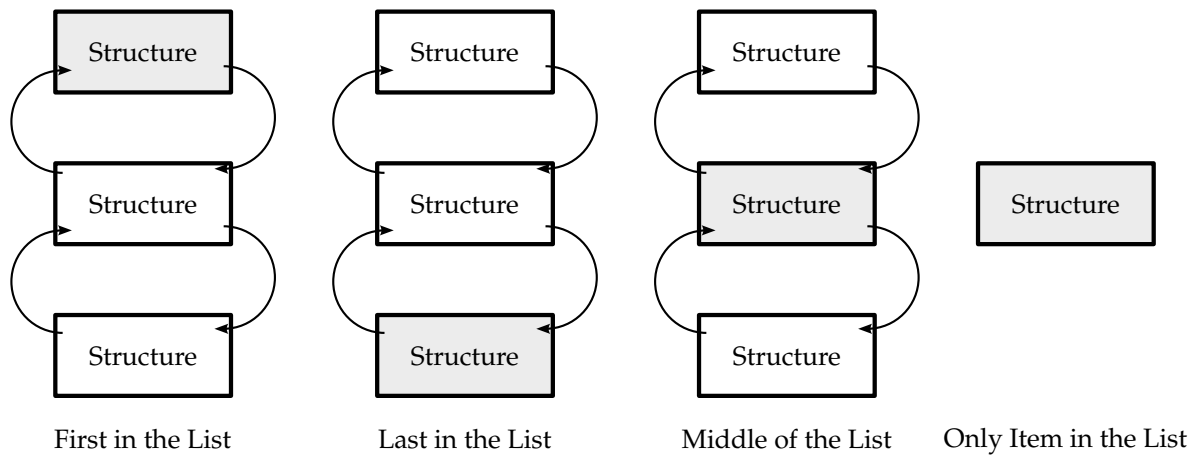 Structure Structure Structure
Structure Structure Structure Structure
Structure Structure Structure
First in the List Last in the List Middle of the List Only Item in the List